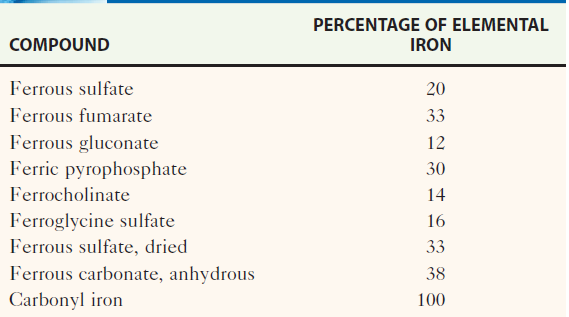 COMPOUND PERCENTAGE OF ELEMENTAL IRON
Ferrous sulfate 20
Ferrous fumarate 33
Ferrous gluconate 12
Ferric pyrophosphate 30
Ferrocholinate 14
Ferroglycine sulfate 16
Ferrous sulfate, dried 33
Ferrous carbonate, anhydrous 38
Carbonyl iron 100